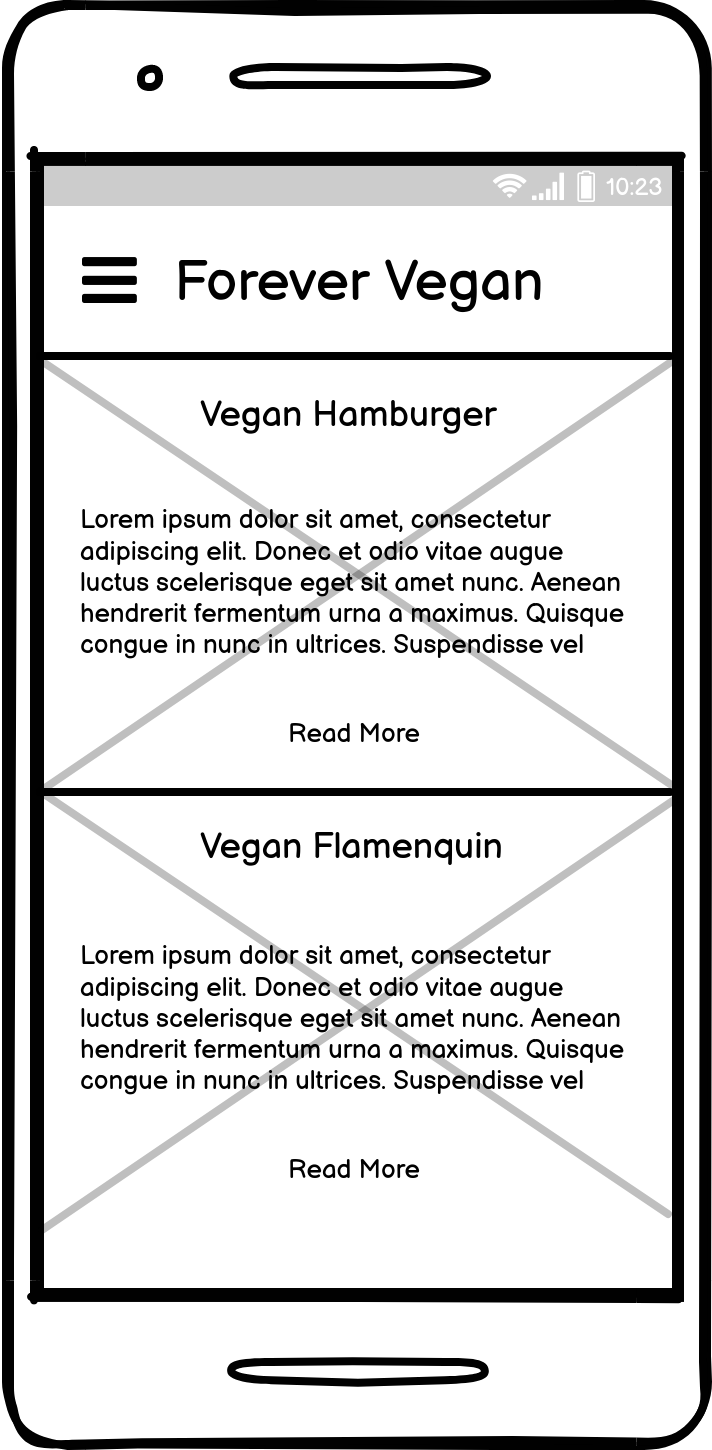 10:23
Forever Vegan
Vegan Hamburger
Lorem ipsum dolor sit amet, consectetur
adipiscing elit. Donec et odio vitae augue
luctus scelerisque eget sit amet nunc. Aenean
hendrerit fermentum urna a maximus. Quisque
congue in nunc in ultrices. Suspendisse vel
Read More
Vegan Flamenquin
Lorem ipsum dolor sit amet, consectetur
adipiscing elit. Donec et odio vitae augue
luctus scelerisque eget sit amet nunc. Aenean
hendrerit fermentum urna a maximus. Quisque
congue in nunc in ultrices. Suspendisse vel
Read More